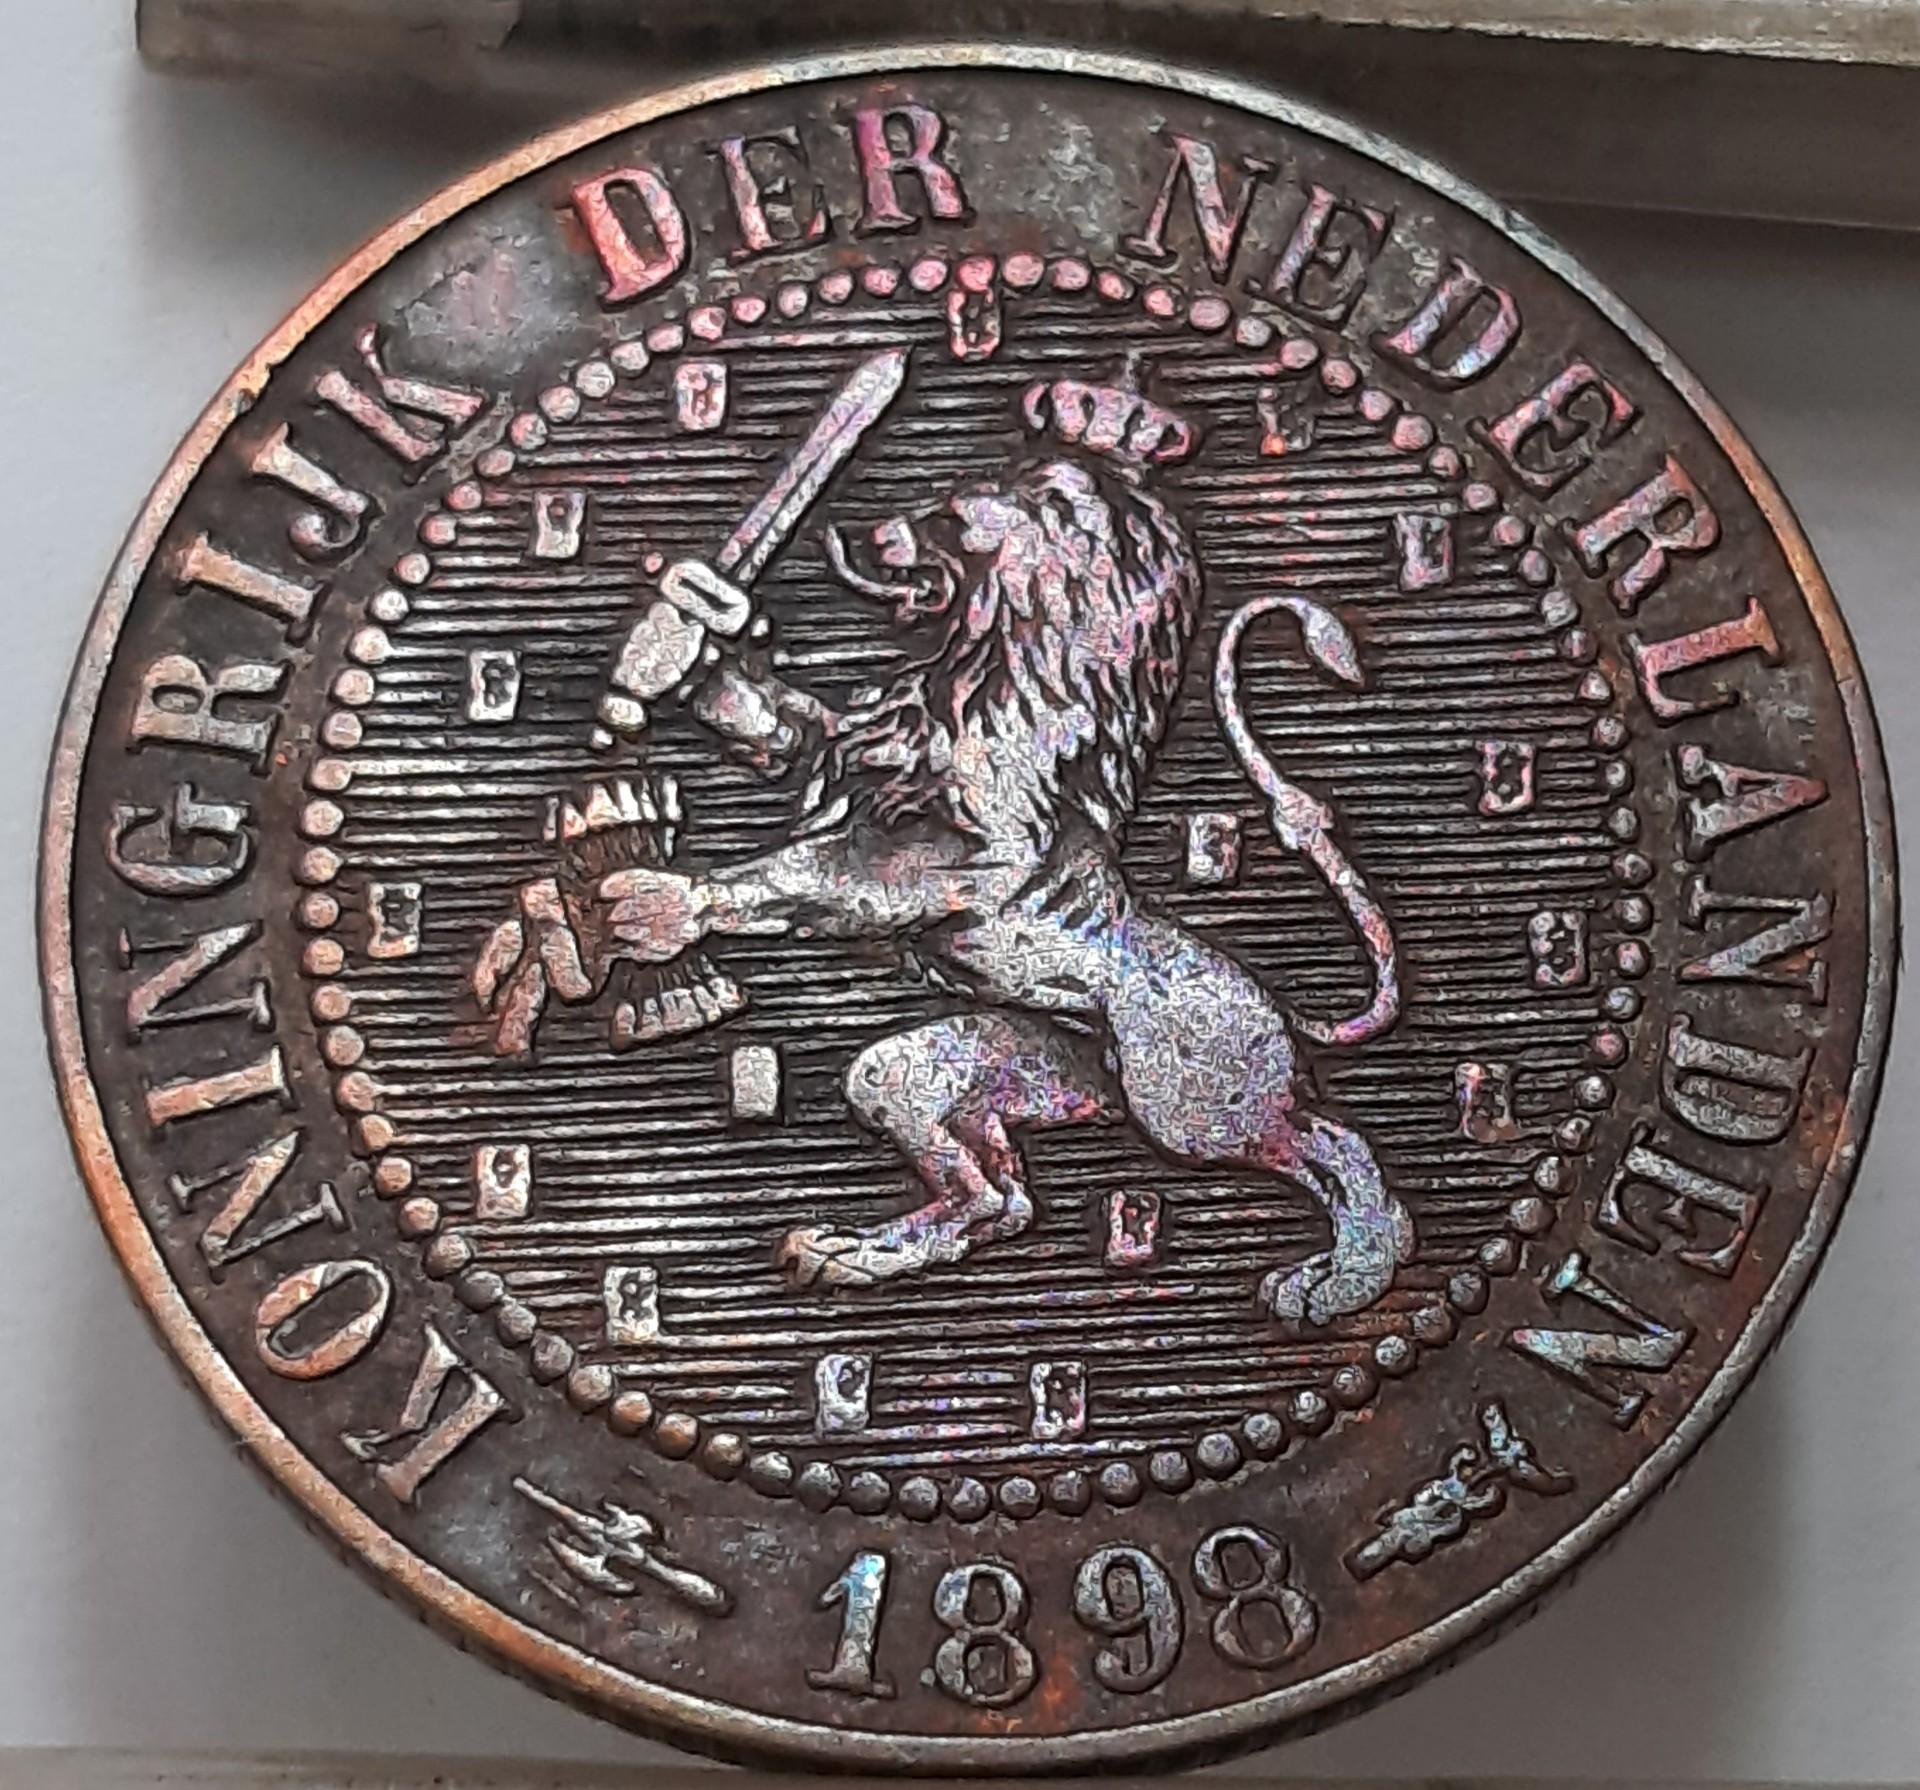 KONINGRIJK DER NEDERLANDEN
1898